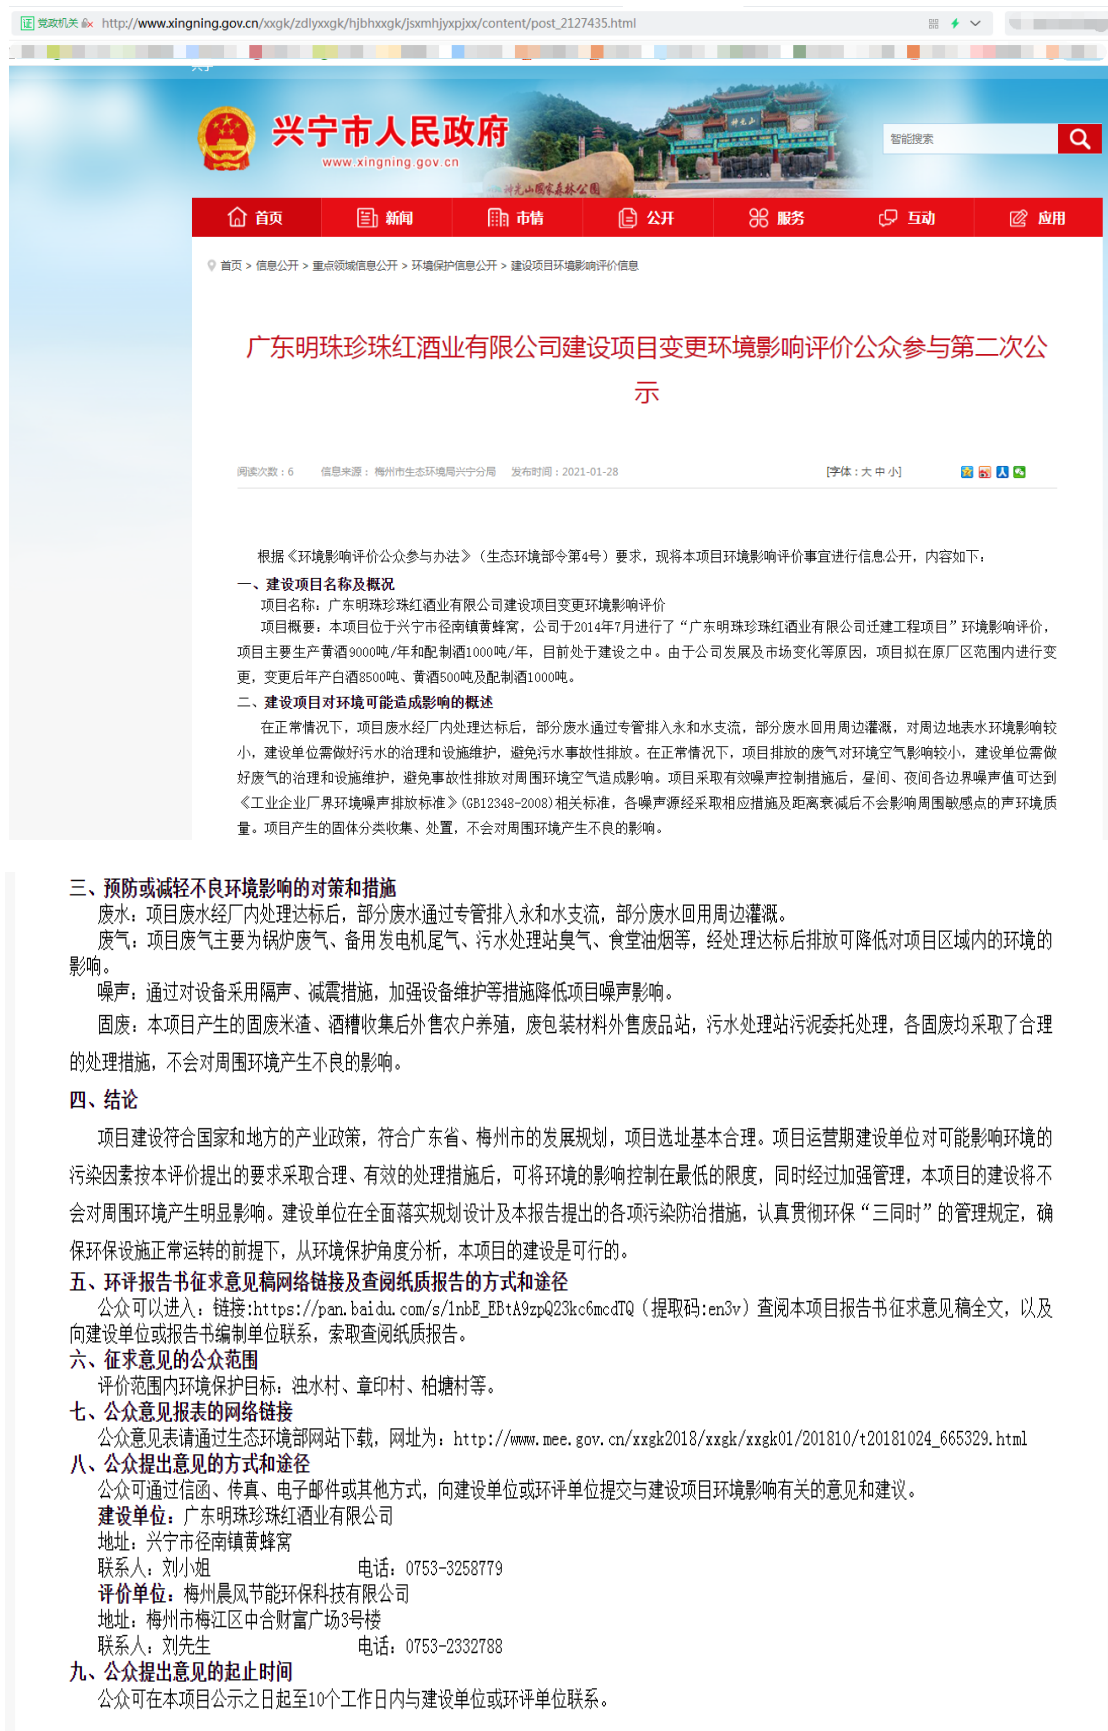 证 党政机关 http://www.xingning.gov.cn/xxgk/zdlyxxgk/hjbhxxgk/jsxmhjyxpjxx/content/post_2127435.html
兴宁市人民政府
www.xingning.gov.cn
神光山
神光山国家森林公园
智能搜索
首页 新闻 市情 公开 服务 互动 应用
首页 > 信息公开 > 重点领域信息公开 > 环境保护信息公开 > 建设项目环境影响评价信息
广东明珠珍珠红酒业有限公司建设项目变更环境影响评价公众参与第二次公
示
阅读次数：6 信息来源： 梅州市生态环境局兴宁分局 发布时间：2021-01-28 [字体：大 中 小]
根据《环境影响评价公众参与办法》（生态环境部令第4号）要求，现将本项目环境影响评价事宜进行信息公开，内容如下：
一、建设项目名称及概况
项目名称：广东明珠珍珠红酒业有限公司建设项目变更环境影响评价
项目概要：本项目位于兴宁市径南镇黄蜂窝，公司于2014年7月进行了“广东明珠珍珠红酒业有限公司迁建工程项目”环境影响评价，
项目主要生产黄酒9000吨/年和配制酒1000吨/年，目前处于建设之中。由于公司发展及市场变化等原因，项目拟在原厂区范围内进行变
更，变更后年产白酒8500吨、黄酒500吨及配制酒1000吨。
二、建设项目对环境可能造成影响的概述
在正常情况下，项目废水经厂内处理达标后，部分废水通过专管排入永和水支流，部分废水回用周边灌溉，对周边地表水环境影响较
小，建设单位需做好污水的治理和设施维护，避免污水事故性排放。在正常情况下，项目排放的废气对环境空气影响较小，建设单位需做
好废气的治理和设施维护，避免事故性排放对周围环境空气造成影响。项目采取有效噪声控制措施后，昼间、夜间各边界噪声值可达到
《工业企业厂界环境噪声排放标准》(GB12348-2008)相关标准，各噪声源经采取相应措施及距离衰减后不会影响周围敏感点的声环境质
量。项目产生的固体分类收集、处置，不会对周围环境产生不良的影响。
三、预防或减轻不良环境影响的对策和措施
废水：项目废水经厂内处理达标后，部分废水通过专管排入永和水支流，部分废水回用周边灌溉。
废气：项目废气主要为锅炉废气、备用发电机尾气、污水处理站臭气、食堂油烟等，经处理达标后排放可降低对项目区域内的环境的
影响。
噪声：通过对设备采用隔声、减震措施，加强设备维护等措施降低项目噪声影响。
固废：本项目产生的固废米渣、酒糟收集后外售农户养殖，废包装材料外售废品站，污水处理站污泥委托处理，各固废均采取了合理
的处理措施，不会对周围环境产生不良的影响。
四、结论
项目建设符合国家和地方的产业政策，符合广东省、梅州市的发展规划，项目选址基本合理。项目运营期建设单位对可能影响环境的
污染因素按本评价提出的要求采取合理、有效的处理措施后，可将环境的影响控制在最低的限度，同时经过加强管理，本项目的建设将不
会对周围环境产生明显影响。建设单位在全面落实规划设计及本报告提出的各项污染防治措施，认真贯彻环保“三同时”的管理规定，确
保环保设施正常运转的前提下，从环境保护角度分析，本项目的建设是可行的。
五、环评报告书征求意见稿网络链接及查阅纸质报告的方式和途径
公众可以进入：链接:https://pan.baidu.com/s/1nbE_EBtA9zpQ23kc6mcdTQ（提取码:en3v）查阅本项目报告书征求意见稿全文，以及
向建设单位或报告书编制单位联系，索取查阅纸质报告。
六、征求意见的公众范围
评价范围内环境保护目标：浊水村、章印村、柏塘村等。
七、公众意见报表的网络链接
公众意见表请通过生态环境部网站下载，网址为：http://www.mee.gov.cn/xxgk2018/xxgk/xxgk01/201810/t20181024_665329.html
八、公众提出意见的方式和途径
公众可通过信函、传真、电子邮件或其他方式，向建设单位或环评单位提交与建设项目环境影响有关的意见和建议。
建设单位：广东明珠珍珠红酒业有限公司
地址：兴宁市径南镇黄蜂窝
联系人：刘小姐 电话：0753-3258779
评价单位：梅州晨风节能环保科技有限公司
地址：梅州市梅江区中合财富广场3号楼
联系人：刘先生 电话：0753-2332788
九、公众提出意见的起止时间
公众可在本项目公示之日起至10个工作日内与建设单位或环评单位联系。